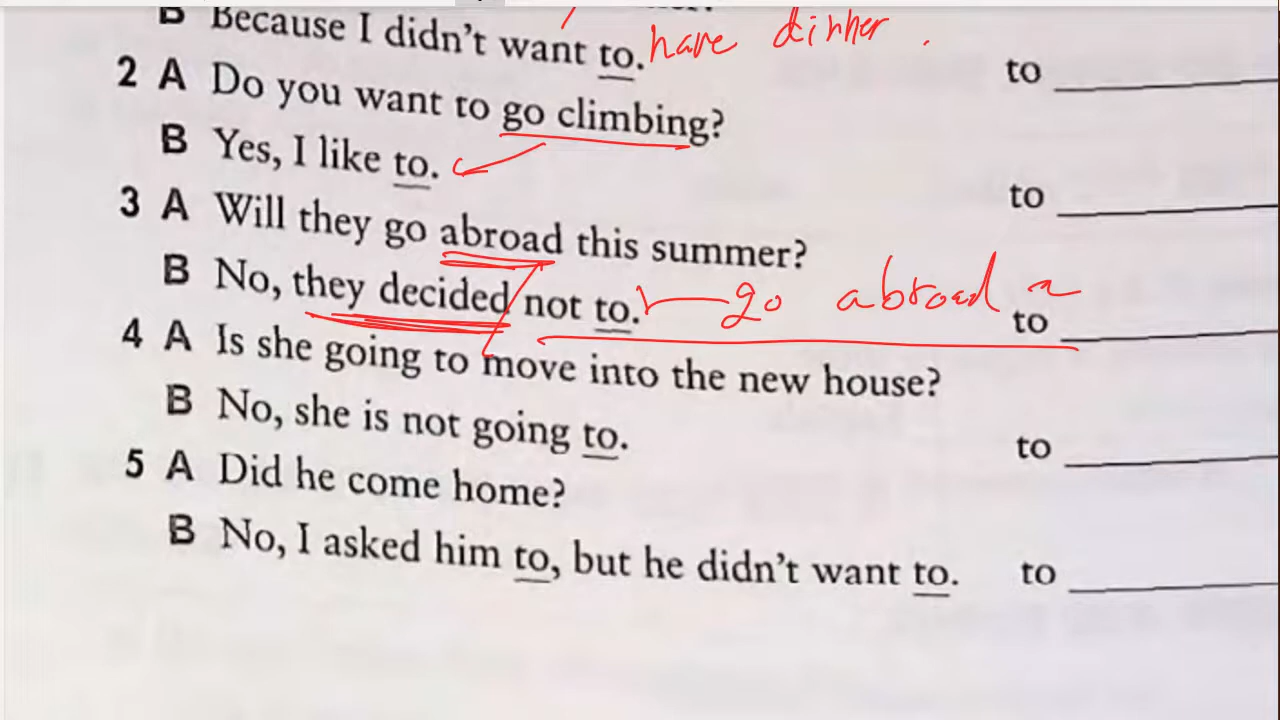 B Because I didn't want to. have dinner.
to
2 A Do you want to go climbing?
B Yes, I like to.
to
3 A Will they go abroad this summer?
B No, they decided not to. go abroad
to
4 A Is she going to move into the new house?
B No, she is not going to.
to
5 A Did he come home?
B No, I asked him to, but he didn't want to. to